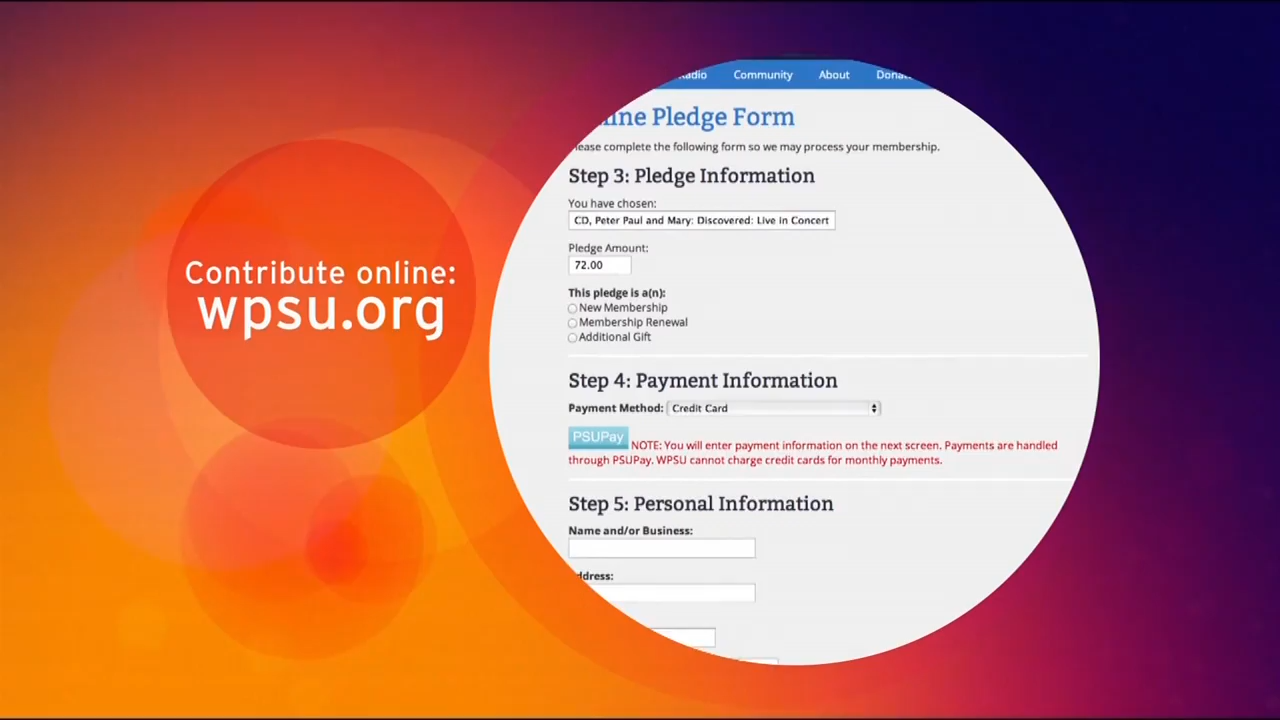 Contribute online:
wpsu.org
Community About
Pledge Form
complete the following form so we may process your membership.
Step 3: Pledge Information
You have chosen:
CD, Peter Paul and Mary: Discovered: Live in Concert
Pledge Amount:
72.00
This pledge is a(n):
New Membership
Membership Renewal
Additional Gift
Step 4: Payment Information
Payment Method: Credit Card
PSUPay NOTE: You will enter payment information on the next screen. Payments are handled
through PSUPay. WPSU cannot charge credit cards for monthly payments.
Step 5: Personal Information
Name and/or Business: